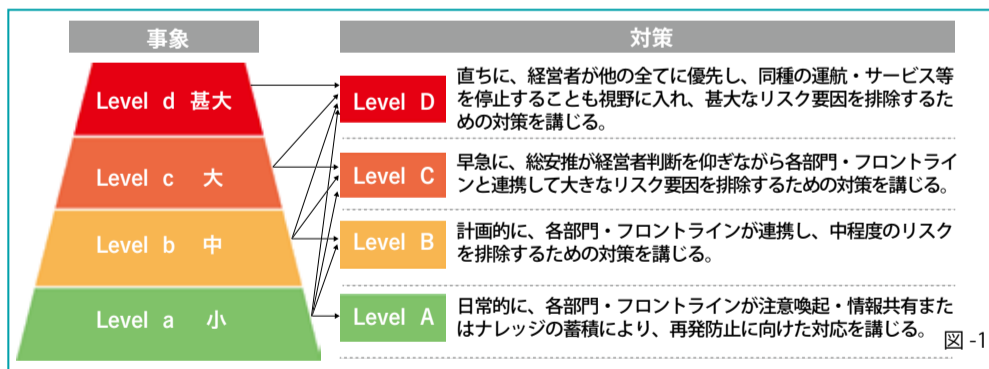 事象
対策
Level d 甚大
Level D
直ちに、経営者が他の全てに優先し、同種の運航・サービス等
を停止することも視野に入れ、甚大なリスク要因を排除するた
めの対策を講じる。
Level c 大
Level C
早急に、総安推が経営者判断を仰ぎながら各部門・フロントライ
ンと連携して大きなリスク要因を排除するための対策を講じる。
Level b 中
Level B
計画的に、各部門・フロントラインが連携し、中程度のリスク
を排除するための対策を講じる。
Level a 小
Level A
日常的に、各部門・フロントラインが注意喚起・情報共有また
はナレッジの蓄積により、再発防止に向けた対応を講じる。
図 -1